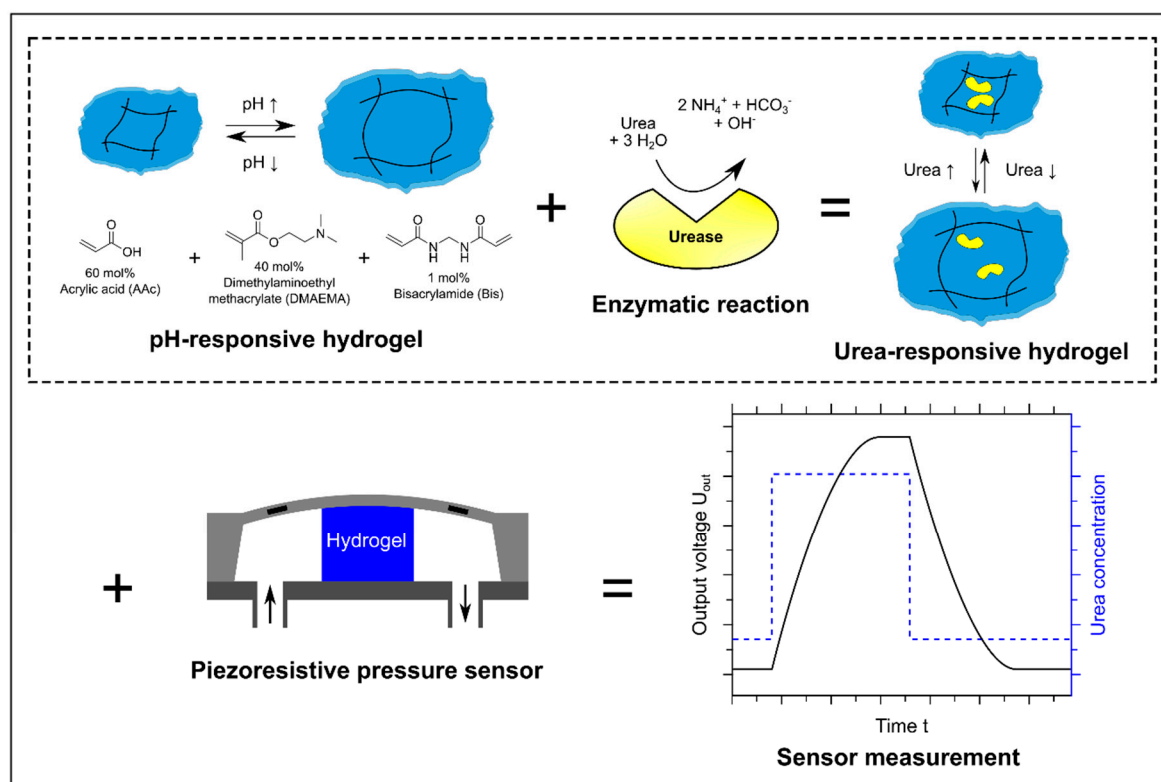 pH ↑
pH ↓
OH
60 mol%
Acrylic acid (AAc)
+
O
O
N
40 mol%
Dimethylaminoethyl
methacrylate (DMAEMA)
+
O
O
N
H
N
H
1 mol%
Bisacrylamide (Bis)
pH-responsive hydrogel
+
Urea
+ 3 H₂O
2 NH₄⁺ + HCO₃⁻
+ OH⁻
Urease
Enzymatic reaction
=
Urea ↑
Urea ↓
Urea-responsive hydrogel
+
Hydrogel
Piezoresistive pressure sensor
=
Output voltage Uout
Urea concentration
Time t
Sensor measurement